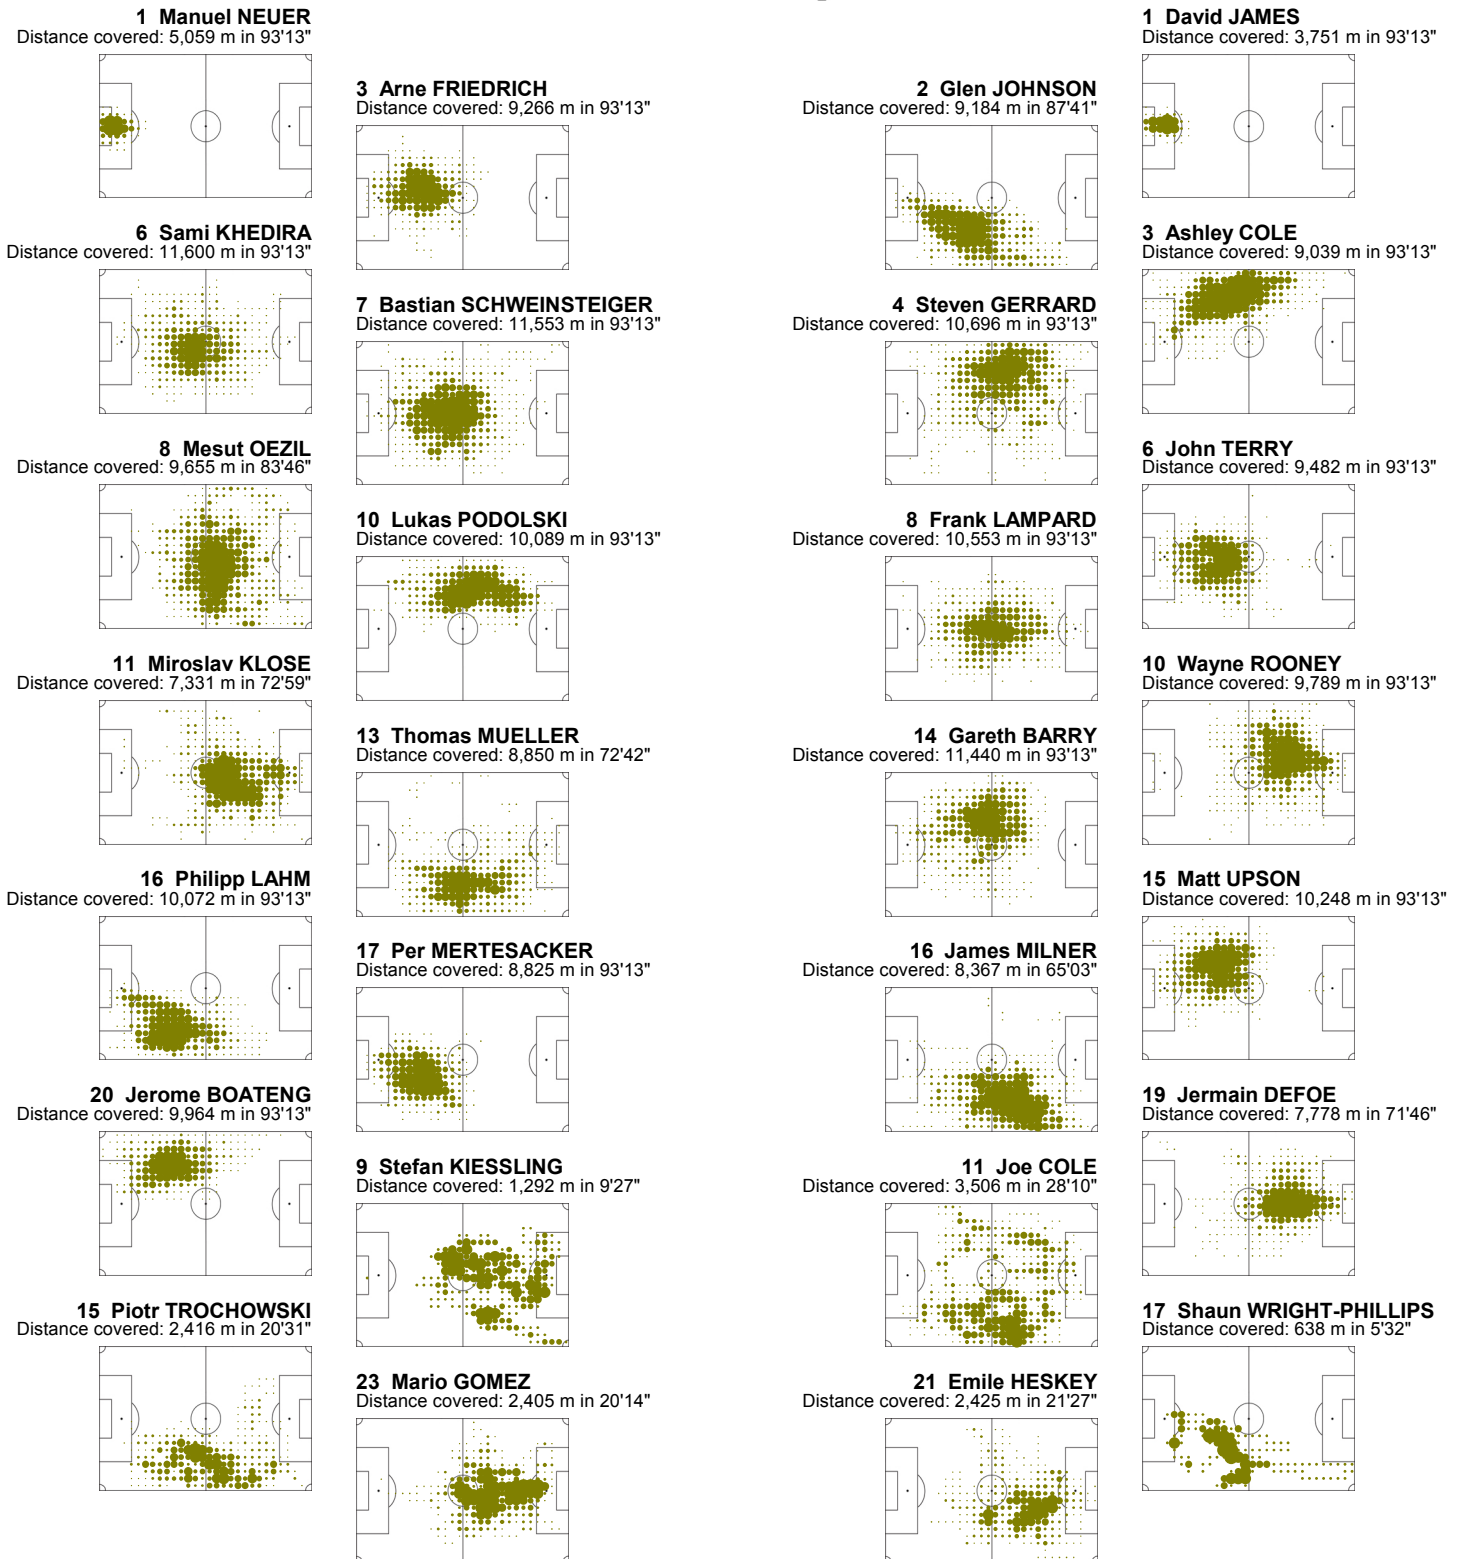 1 Manuel NEUER
Distance covered: 5,059 m in 93'13"
3 Arne FRIEDRICH
Distance covered: 9,266 m in 93'13"
6 Sami KHEDIRA
Distance covered: 11,600 m in 93'13"
7 Bastian SCHWEINSTEIGER
Distance covered: 11,553 m in 93'13"
8 Mesut OEZIL
Distance covered: 9,655 m in 83'46"
10 Lukas PODOLSKI
Distance covered: 10,089 m in 93'13"
11 Miroslav KLOSE
Distance covered: 7,331 m in 72'59"
13 Thomas MUELLER
Distance covered: 8,850 m in 72'42"
16 Philipp LAHM
Distance covered: 10,072 m in 93'13"
17 Per MERTESACKER
Distance covered: 8,825 m in 93'13"
20 Jerome BOATENG
Distance covered: 9,964 m in 93'13"
9 Stefan KIESSLING
Distance covered: 1,292 m in 9'27"
15 Piotr TROCHOWSKI
Distance covered: 2,416 m in 20'31"
23 Mario GOMEZ
Distance covered: 2,405 m in 20'14"
1 David JAMES
Distance covered: 3,751 m in 93'13"
2 Glen JOHNSON
Distance covered: 9,184 m in 87'41"
3 Ashley COLE
Distance covered: 9,039 m in 93'13"
4 Steven GERRARD
Distance covered: 10,696 m in 93'13"
6 John TERRY
Distance covered: 9,482 m in 93'13"
8 Frank LAMPARD
Distance covered: 10,553 m in 93'13"
10 Wayne ROONEY
Distance covered: 9,789 m in 93'13"
14 Gareth BARRY
Distance covered: 11,440 m in 93'13"
15 Matt UPSON
Distance covered: 10,248 m in 93'13"
16 James MILNER
Distance covered: 8,367 m in 65'03"
19 Jermain DEFOE
Distance covered: 7,778 m in 71'46"
11 Joe COLE
Distance covered: 3,506 m in 28'10"
17 Shaun WRIGHT-PHILLIPS
Distance covered: 638 m in 5'32"
21 Emile HESKEY
Distance covered: 2,425 m in 21'27"